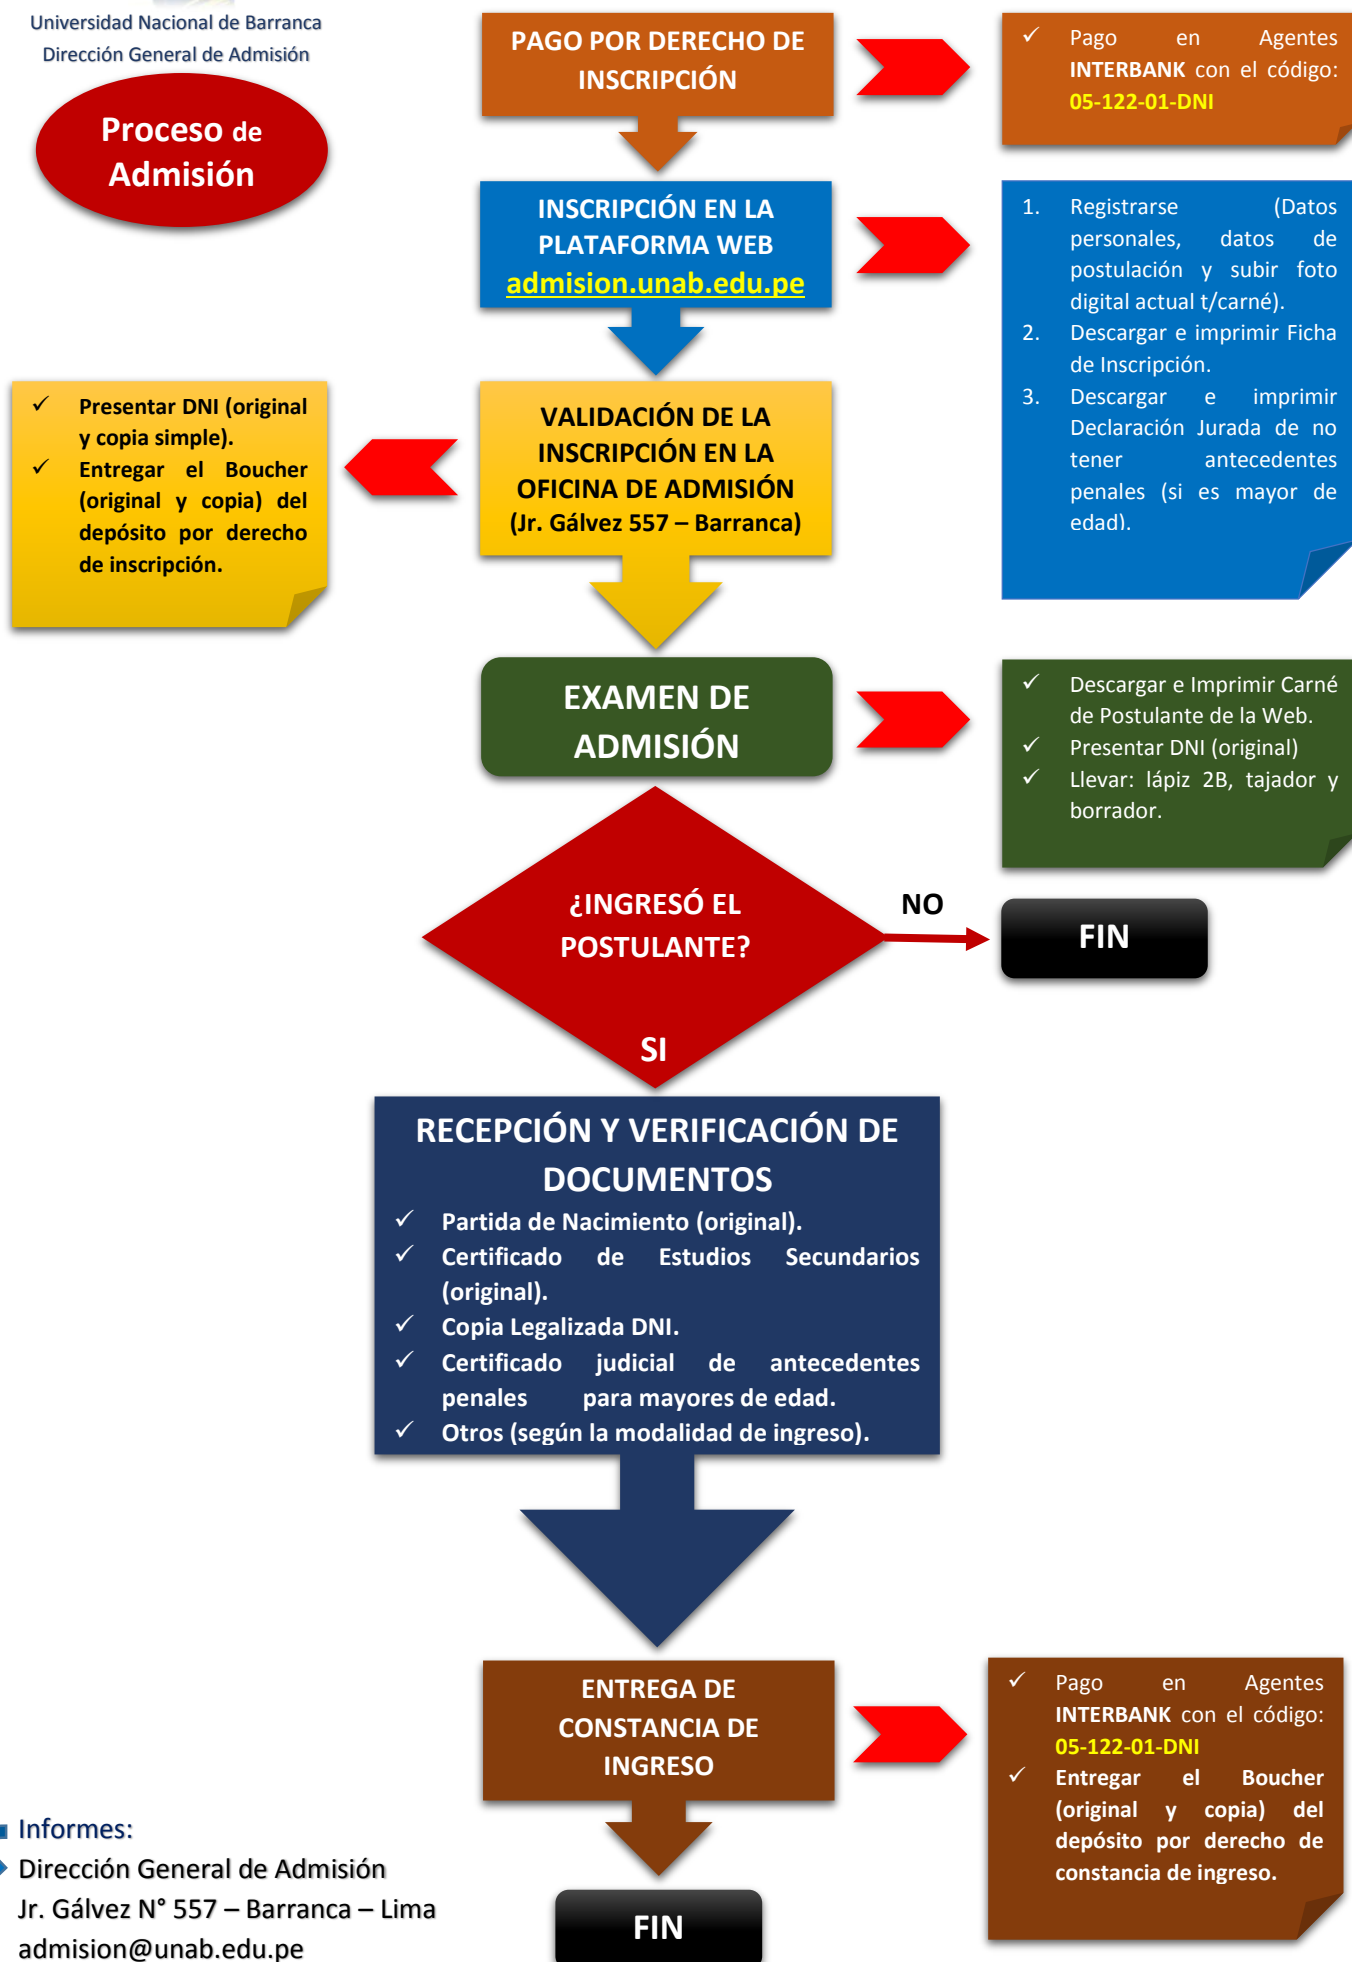 Universidad Nacional de Barranca
Dirección General de Admisión
Proceso de
Admisión
PAGO POR DERECHO DE
INSCRIPCIÓN
✓ Pago en Agentes
INTERBANK con el código:
05-122-01-DNI
INSCRIPCIÓN EN LA
PLATAFORMA WEB
admision.unab.edu.pe
1. Registrarse (Datos
personales, datos de
postulación y subir foto
digital actual t/carné).
2. Descargar e imprimir Ficha
de Inscripción.
3. Descargar e imprimir
Declaración Jurada de no
tener antecedentes
penales (si es mayor de
edad).
VALIDACIÓN DE LA
INSCRIPCIÓN EN LA
OFICINA DE ADMISIÓN
(Jr. Gálvez 557 – Barranca)
✓ Presentar DNI (original
y copia simple).
✓ Entregar el Boucher
(original y copia) del
depósito por derecho
de inscripción.
EXAMEN DE
ADMISIÓN
✓ Descargar e Imprimir Carné
de Postulante de la Web.
✓ Presentar DNI (original)
✓ Llevar: lápiz 2B, tajador y
borrador.
¿INGRESÓ EL
POSTULANTE?
NO
FIN
SI
RECEPCIÓN Y VERIFICACIÓN DE
DOCUMENTOS
✓ Partida de Nacimiento (original).
✓ Certificado de Estudios Secundarios
(original).
✓ Copia Legalizada DNI.
✓ Certificado judicial de antecedentes
penales para mayores de edad.
✓ Otros (según la modalidad de ingreso).
ENTREGA DE
CONSTANCIA DE
INGRESO
✓ Pago en Agentes
INTERBANK con el código:
05-122-01-DNI
✓ Entregar el Boucher
(original y copia) del
depósito por derecho de
constancia de ingreso.
FIN
Informes:
Dirección General de Admisión
Jr. Gálvez N° 557 – Barranca – Lima
admision@unab.edu.pe